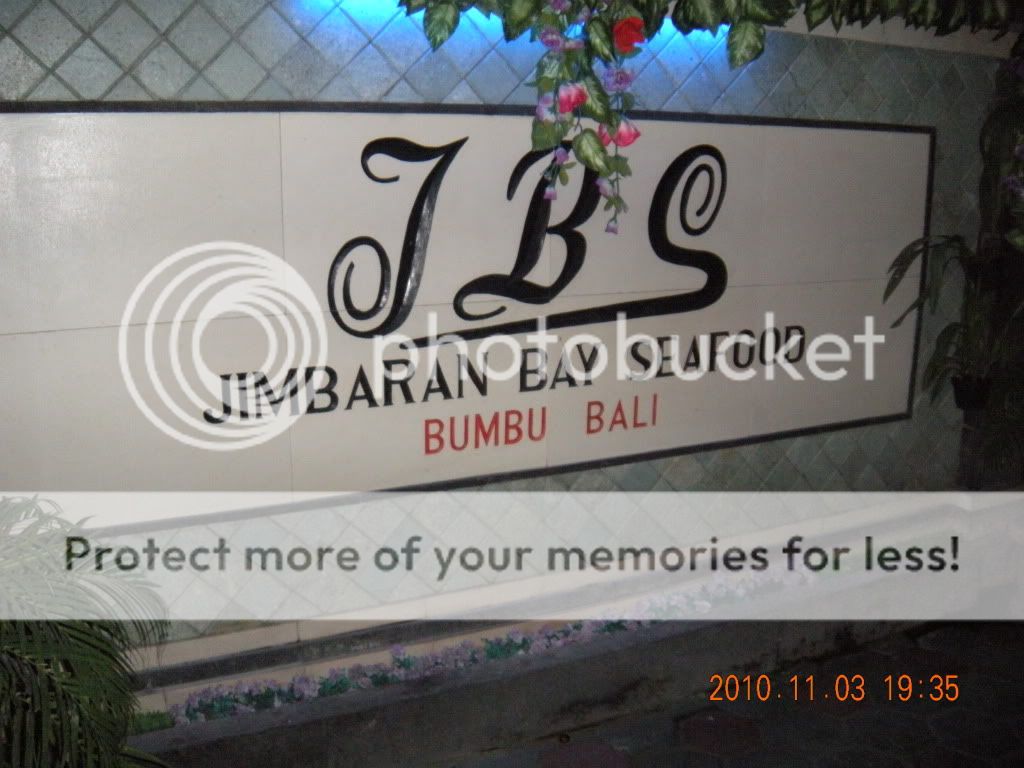 JBS
photobucket
JIMBARAN BAY SEAFOOD
BUMBU BALI
Protect more of your memories for less!
2010.11.03 19:35